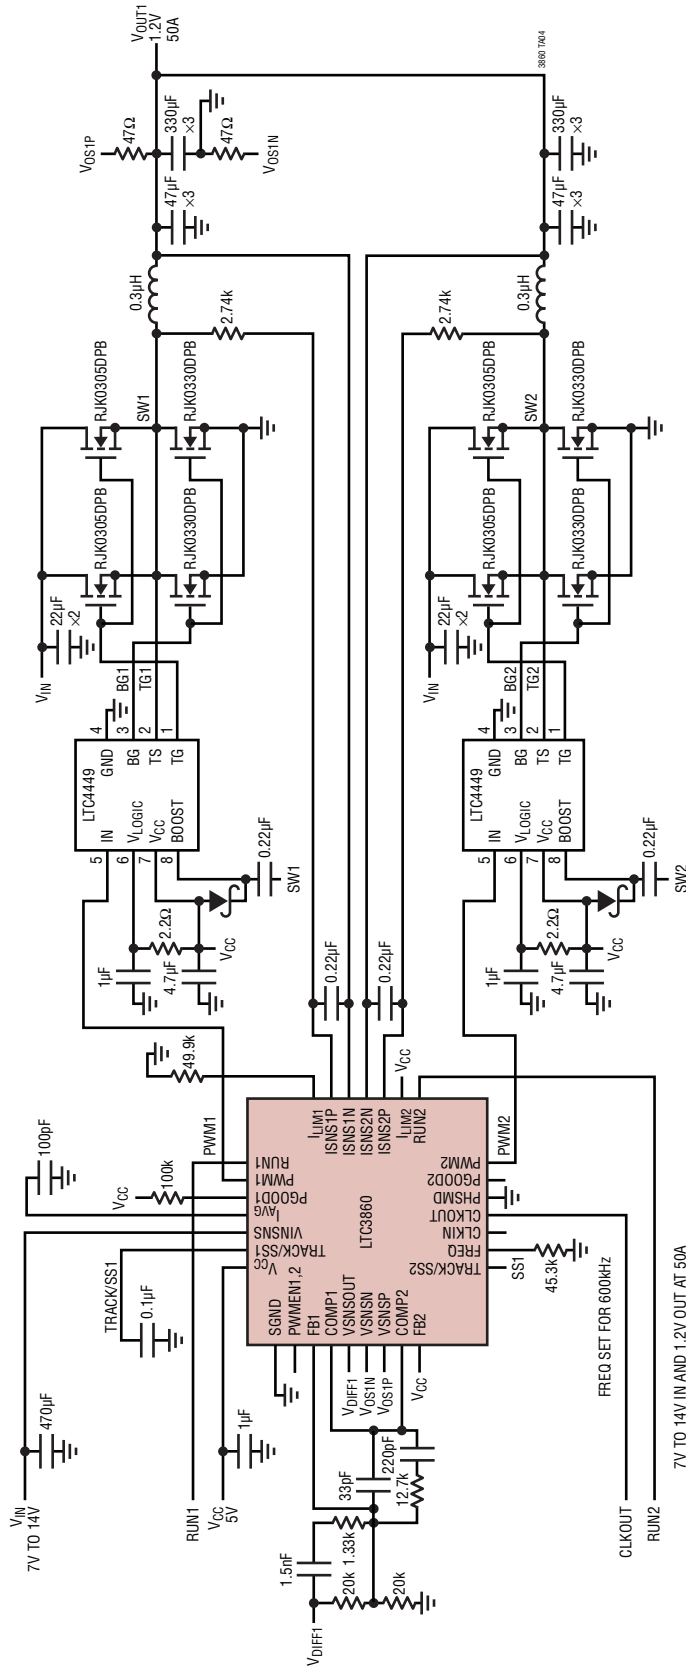 VIN
7V TO 14V
470µF
TRACK/SS1
0.1µF
RUN1
VCC
5V
1µF
VCC
100k
100pF
PWM1
49.9k
VCC
TRACK/SS1
VINSNS
IAVG
PGOOD1
PWM1
RUN1
SGND
PWMEN1,2
FB1
COMP1
VSNSOUT
VSNSN
VSNSP
COMP2
FB2
LTC3860
ILIM1
ISNS1P
ISNS1N
ISNS2N
ISNS2P
ILIM2
RUN2
TRACK/SS2
FREQ
CLKIN
CLKOUT
PHSMD
PGOOD2
PWM2
VDIFF1
VOS1N
VOS1P
VCC
VDIFF1
1.5nF
20k
1.33k
20k
33pF
220pF
12.7k
SS1
45.3k
FREQ SET FOR 600kHz
CLKOUT
RUN2
PWM2
VCC
0.22µF
0.22µF
1µF
4.7µF
2.2Ω
VCC
0.22µF
SW1
LTC4449
IN
VLOGIC
VCC
BOOST
GND
BG
TS
TG
5
6
7
8
4
3
2
1
BG1
TG1
VIN
22µF
×2
RJK0305DPB
RJK0305DPB
RJK0330DPB
RJK0330DPB
SW1
2.74k
0.3µH
47µF
×3
330µF
×3
VOS1P
47Ω
47Ω
VOS1N
VOUT1
1.2V
50A
1µF
4.7µF
2.2Ω
VCC
0.22µF
SW2
LTC4449
IN
VLOGIC
VCC
BOOST
GND
BG
TS
TG
5
6
7
8
4
3
2
1
BG2
TG2
VIN
22µF
×2
RJK0305DPB
RJK0305DPB
RJK0330DPB
RJK0330DPB
SW2
2.74k
0.3µH
47µF
×3
330µF
×3
3860 TA04
7V TO 14V IN AND 1.2V OUT AT 50A